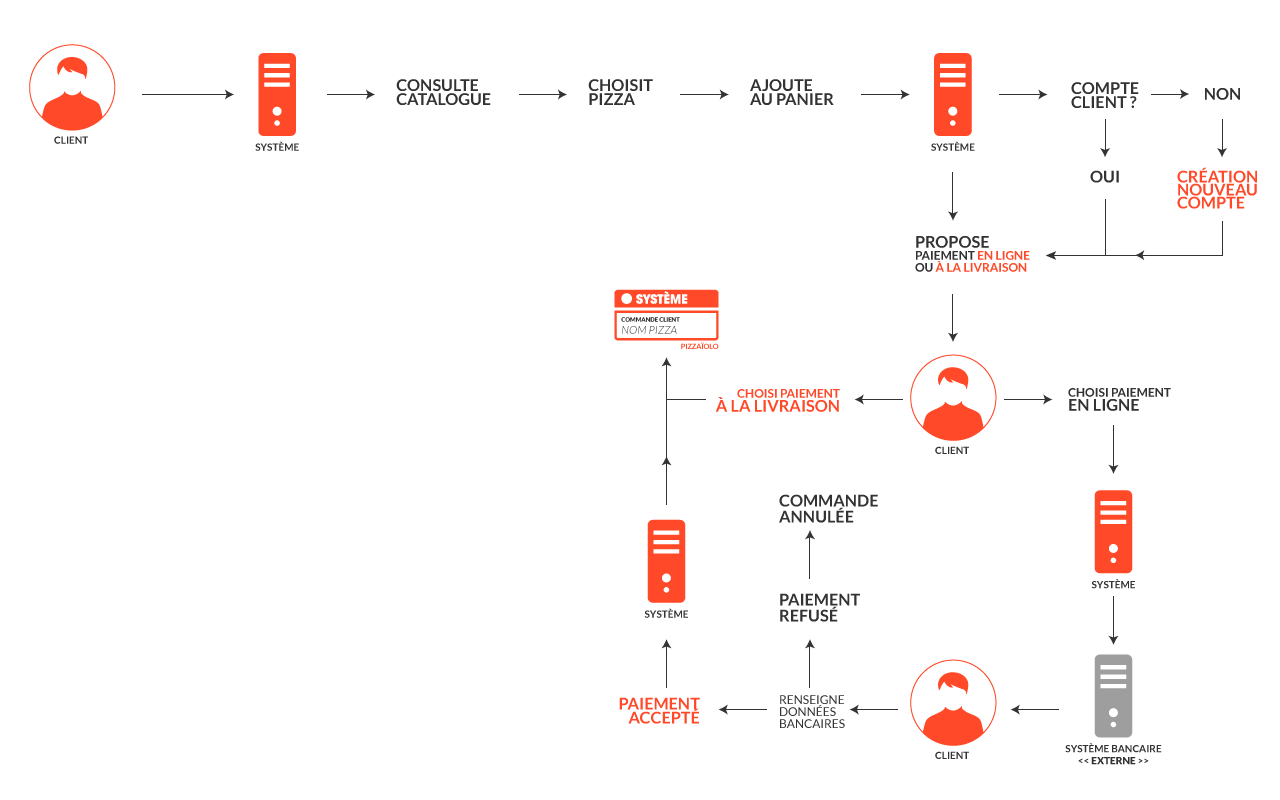 CLIENT
SYSTÈME
CONSULTE
CATALOGUE
CHOISIT
PIZZA
AJOUTE
AU PANIER
SYSTÈME
COMPTE
CLIENT ?
NON
OUI
CRÉATION
NOUVEAU
COMPTE
PROPOSE
PAIEMENT EN LIGNE
OU À LA LIVRAISON
SYSTÈME
COMMANDE CLIENT
NOM PIZZA
PIZZAÏOLO
CHOISI PAIEMENT
À LA LIVRAISON
CLIENT
CHOISI PAIEMENT
EN LIGNE
COMMANDE
ANNULÉE
SYSTÈME
SYSTÈME
PAIEMENT
REFUSÉ
PAIEMENT
ACCEPTÉ
RENSEIGNE
DONNÉES
BANCAIRES
CLIENT
SYSTÈME BANCAIRE
<< EXTERNE >>